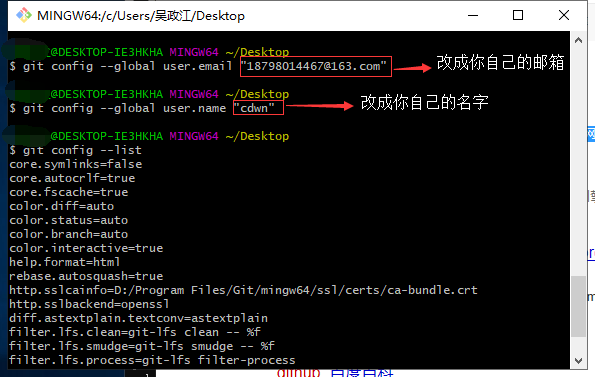 MINGW64:/c/Users/吴政江/Desktop
@DESKTOP-IE3HKHA MINGW64 ~/Desktop
$ git config --global user.email "18798014467@163.com"
改成你自己的邮箱
@DESKTOP-IE3HKHA MINGW64 ~/Desktop
$ git config --global user.name "cdwn"
改成你自己的名字
@DESKTOP-IE3HKHA MINGW64 ~/Desktop
$ git config --list
core.symlinks=false
core.autocrlf=true
core.fscache=true
color.diff=auto
color.status=auto
color.branch=auto
color.interactive=true
help.format=html
rebase.autosquash=true
http.sslcainfo=D:/Program Files/Git/mingw64/ssl/certs/ca-bundle.crt
http.sslbackend=openssl
diff.astextplain.textconv=astextplain
filter.lfs.clean=git-lfs clean -- %f
filter.lfs.smudge=git-lfs smudge -- %f
filter.lfs.process=git-lfs filter-process
github 百度百科